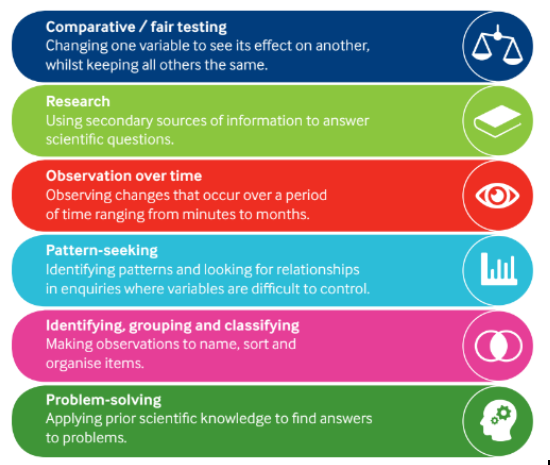 Comparative / fair testing
Changing one variable to see its effect on another,
whilst keeping all others the same.
Research
Using secondary sources of information to answer
scientific questions.
Observation over time
Observing changes that occur over a period
of time ranging from minutes to months.
Pattern-seeking
Identifying patterns and looking for relationships
in enquiries where variables are difficult to control.
Identifying, grouping and classifying
Making observations to name, sort and
organise items.
Problem-solving
Applying prior scientific knowledge to find answers
to problems.